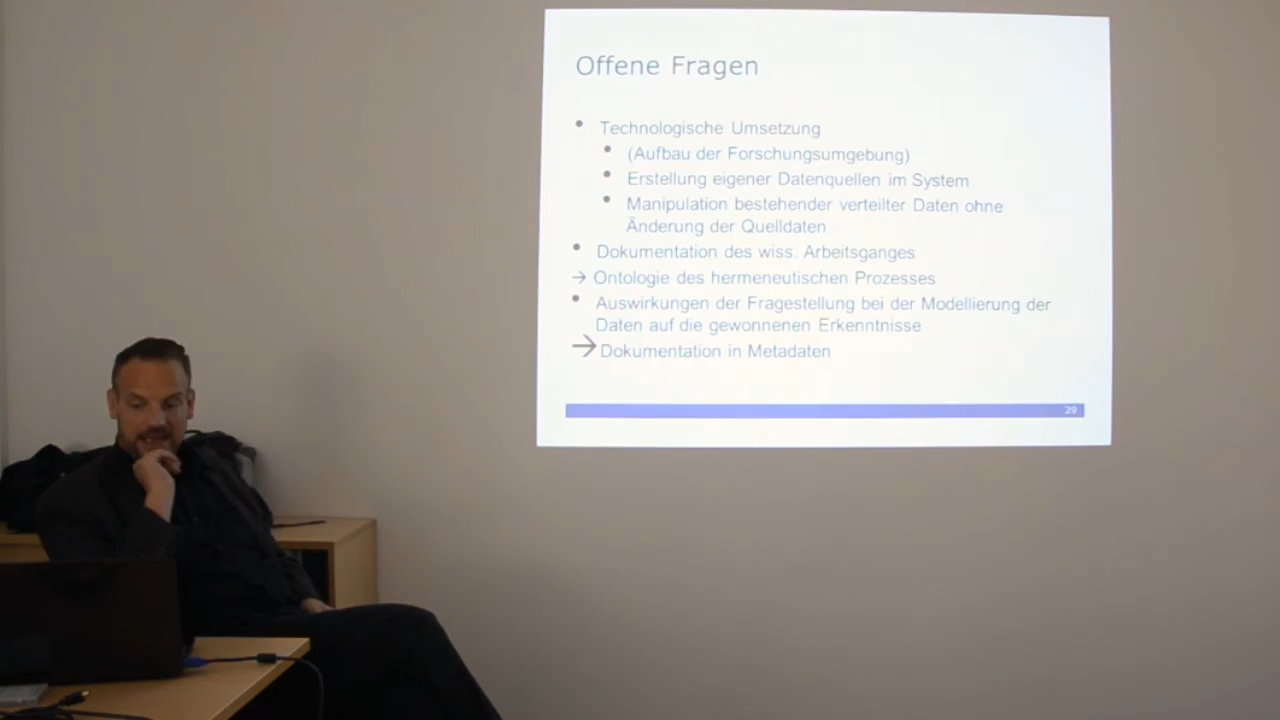 Offene Fragen
• Technologische Umsetzung
• (Aufbau der Forschungsumgebung)
• Erstellung eigener Datenquellen im System
• Manipulation bestehender verteilter Daten ohne
Änderung der Quelldaten
• Dokumentation des wiss. Arbeitsganges
→ Ontologie des hermeneutischen Prozesses
• Auswirkungen der Fragestellung bei der Modellierung der
Daten auf die gewonnenen Erkenntnisse
→ Dokumentation in Metadaten
29